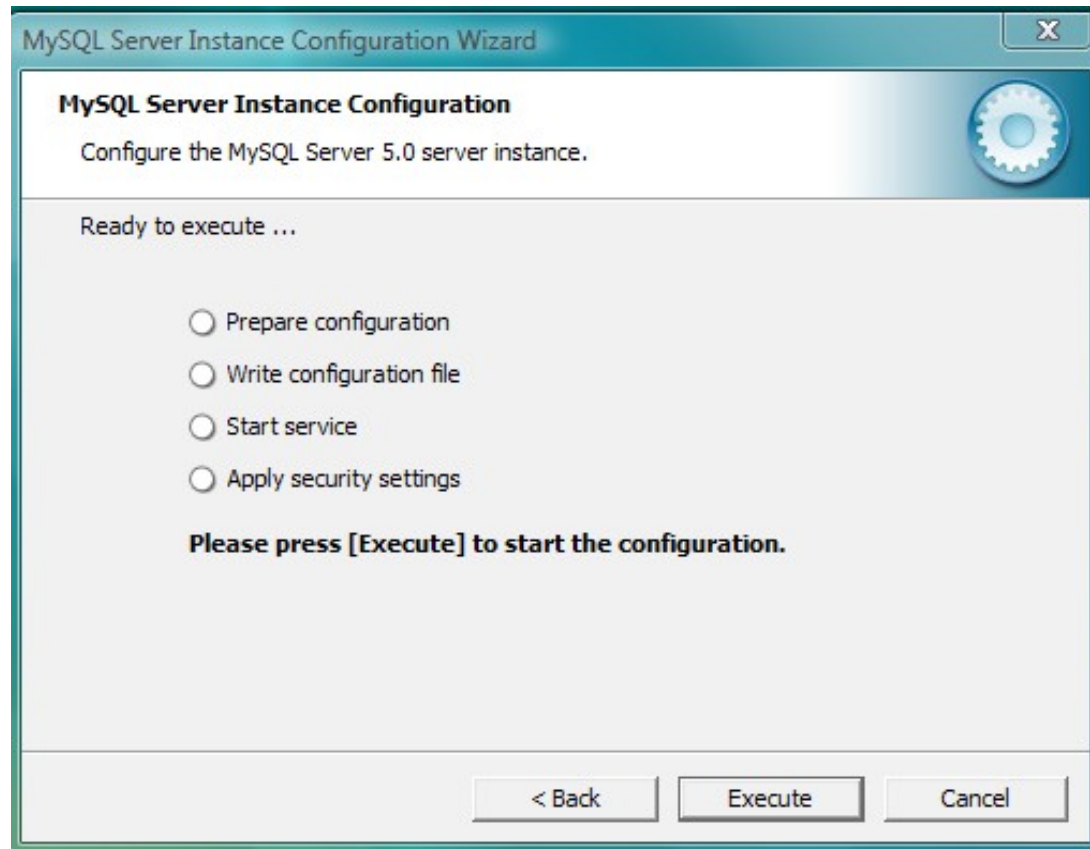 MySQL Server Instance Configuration Wizard
X
MySQL Server Instance Configuration
Configure the MySQL Server 5.0 server instance.
Ready to execute ...
Prepare configuration
Write configuration file
Start service
Apply security settings
Please press [Execute] to start the configuration.
< Back Execute Cancel